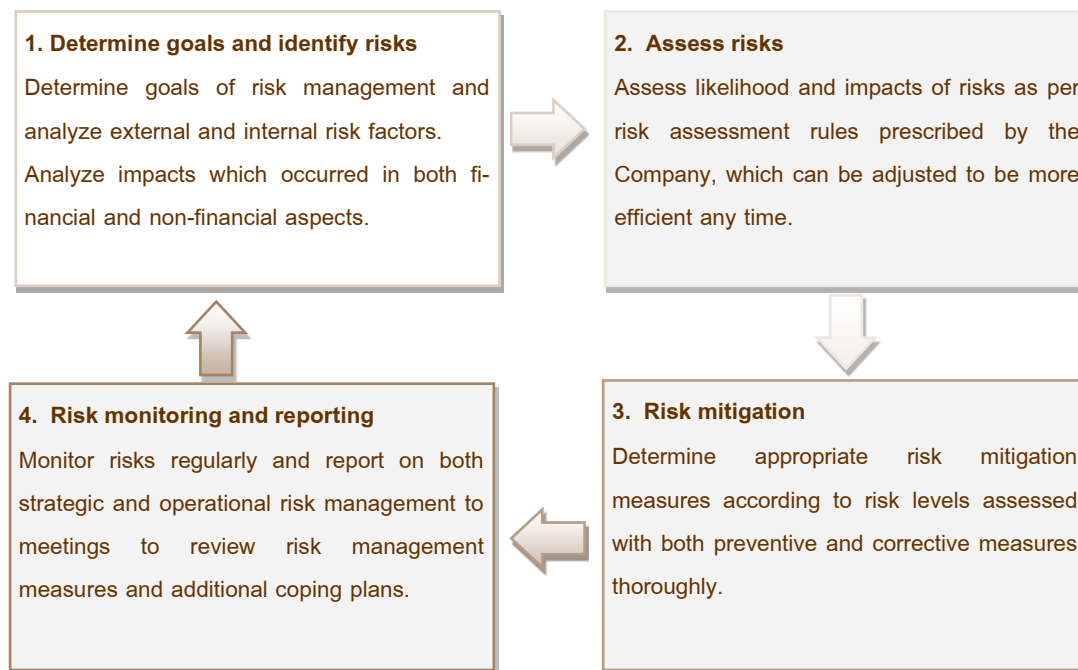 1. Determine goals and identify risks
Determine goals of risk management and
analyze external and internal risk factors.
Analyze impacts which occurred in both fi-
nancial and non-financial aspects.
2. Assess risks
Assess likelihood and impacts of risks as per
risk assessment rules prescribed by the
Company, which can be adjusted to be more
efficient any time.
3. Risk mitigation
Determine appropriate risk mitigation
measures according to risk levels assessed
with both preventive and corrective measures
thoroughly.
4. Risk monitoring and reporting
Monitor risks regularly and report on both
strategic and operational risk management to
meetings to review risk management
measures and additional coping plans.